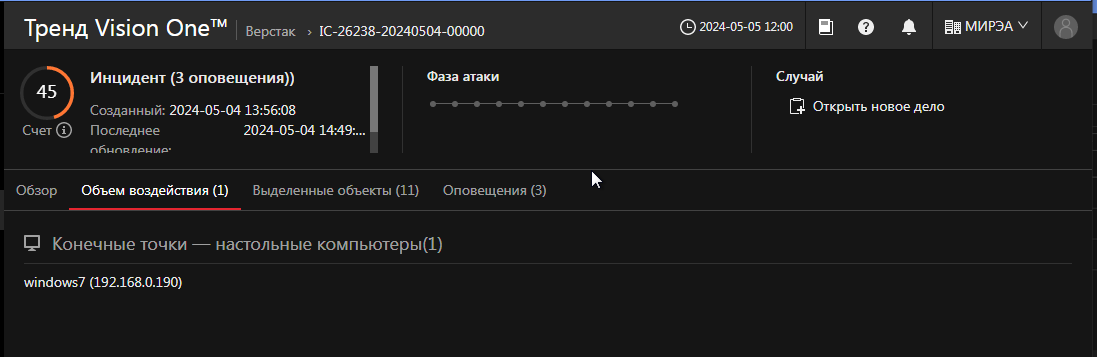 Тренд Vision One™ Верстак › IC-26238-20240504-00000 2024-05-05 12:00 МИРЭА
45
Счет
Инцидент (3 оповещения))
Созданный: 2024-05-04 13:56:08
Последнее 2024-05-04 14:49:...
обновление:
Фаза атаки
Случай
Открыть новое дело
Обзор Объем воздействия (1) Выделенные объекты (11) Оповещения (3)
Конечные точки — настольные компьютеры(1)
windows7 (192.168.0.190)